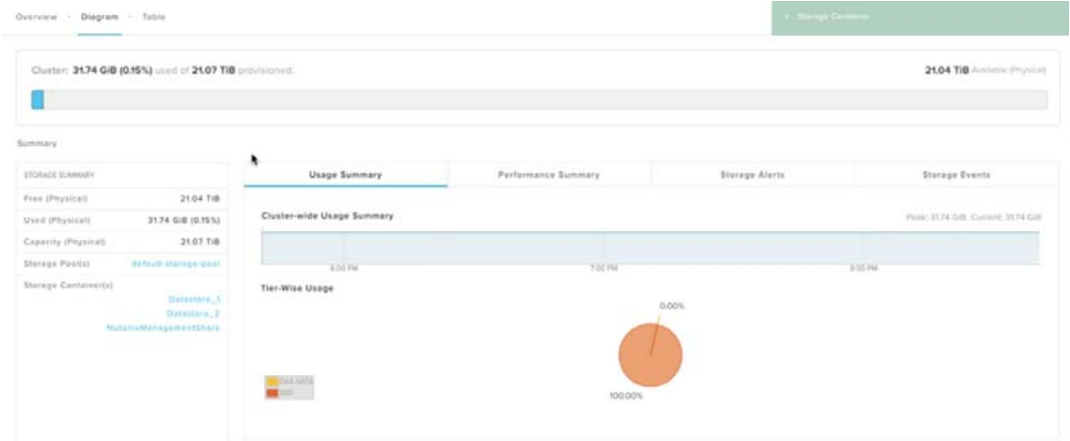 Overview · Diagram · Table
+ Storage Container
Cluster: 31.74 GiB (0.15%) used of 21.07 TiB provisioned.
21.04 TiB Available (Physical)
Summary
STORAGE SUMMARY
Free (Physical) 21.04 TiB
Used (Physical) 31.74 GiB (0.15%)
Capacity (Physical) 21.07 TiB
Storage Pool(s) default-storage-pool
Storage Container(s)
Datastore_1
Datastore_2
NutanixManagementShare
Usage Summary Performance Summary Storage Alerts Storage Events
Cluster-wide Usage Summary Peak: 31.74 GiB Current: 31.74 GiB
6:00 PM 7:00 PM 8:00 PM
Tier-Wise Usage
0.00%
DAS-SATA
SSD
100.00%